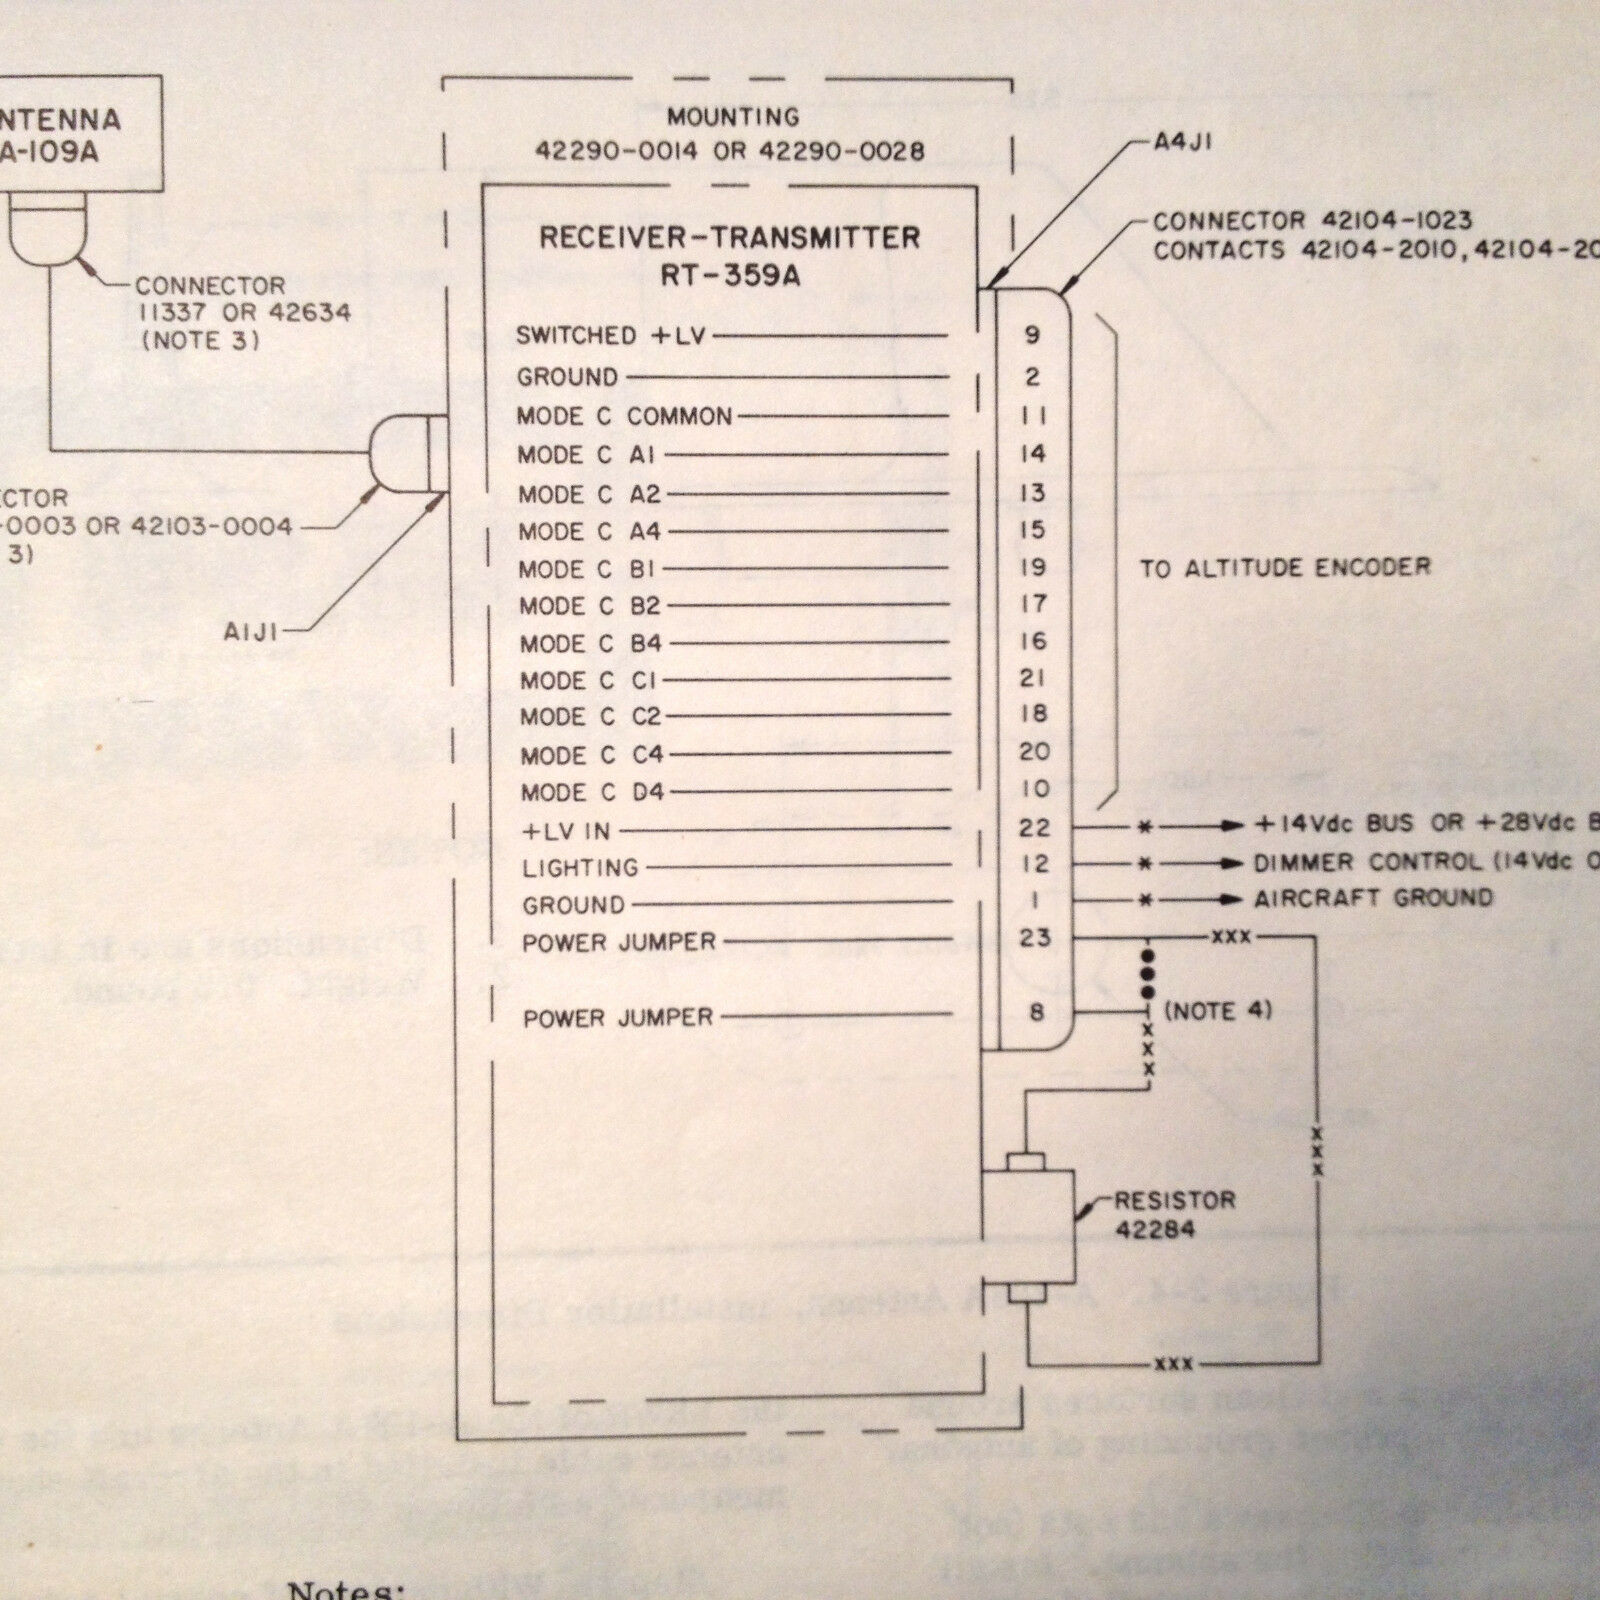 NTENNA
A-109A
MOUNTING
42290-0014 OR 42290-0028
A4J1
CONNECTOR 42104-1023
CONTACTS 42104-2010, 42104-20
RECEIVER-TRANSMITTER
RT-359A
CONNECTOR
11337 OR 42634
(NOTE 3)
SWITCHED +LV 9
GROUND 2
MODE C COMMON 11
MODE C A1 14
MODE C A2 13
ECTOR
-0003 OR 42103-0004
3)
MODE C A4 15
MODE C B1 19
TO ALTITUDE ENCODER
MODE C B2 17
A1J1
MODE C B4 16
MODE C C1 21
MODE C C2 18
MODE C C4 20
MODE C D4 10
+LV IN 22 * +14Vdc BUS OR +28Vdc B
LIGHTING 12 * DIMMER CONTROL (14Vdc O
GROUND 1 * AIRCRAFT GROUND
POWER JUMPER 23 XXX
POWER JUMPER 8 (NOTE 4)
X
X
X
X
X
X
RESISTOR
42284
XXX
Notes: